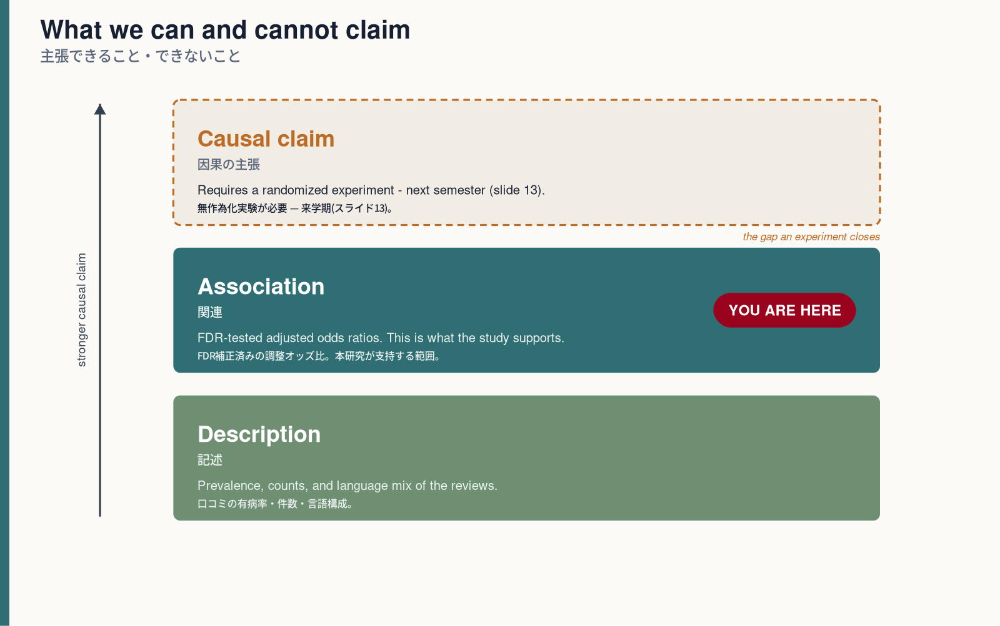 What we can and cannot claim
主張できること・できないこと
stronger causal claim
Causal claim
因果の主張
Requires a randomized experiment - next semester (slide 13).
無作為化実験が必要 — 来学期(スライド13)。
the gap an experiment closes
Association
関連
FDR-tested adjusted odds ratios. This is what the study supports.
FDR補正済みの調整オッズ比。本研究が支持する範囲。
YOU ARE HERE
Description
記述
Prevalence, counts, and language mix of the reviews.
口コミの有病率・件数・言語構成。